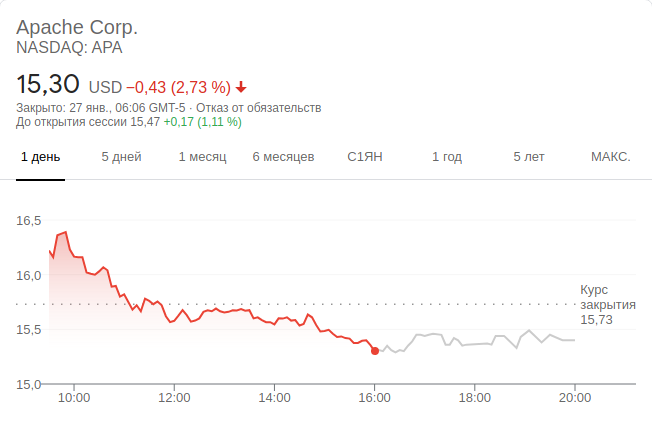 Apache Corp.
NASDAQ: APA
15,30 USD −0,43 (2,73 %)
Закрыто: 27 янв., 06:06 GMT-5 · Отказ от обязательств
До открытия сессии 15,47 +0,17 (1,11 %)
1 день 5 дней 1 месяц 6 месяцев С1ЯН 1 год 5 лет МАКС.
16,5
16,0
Курс
закрытия
15,73
15,5
15,0
10:00 12:00 14:00 16:00 18:00 20:00